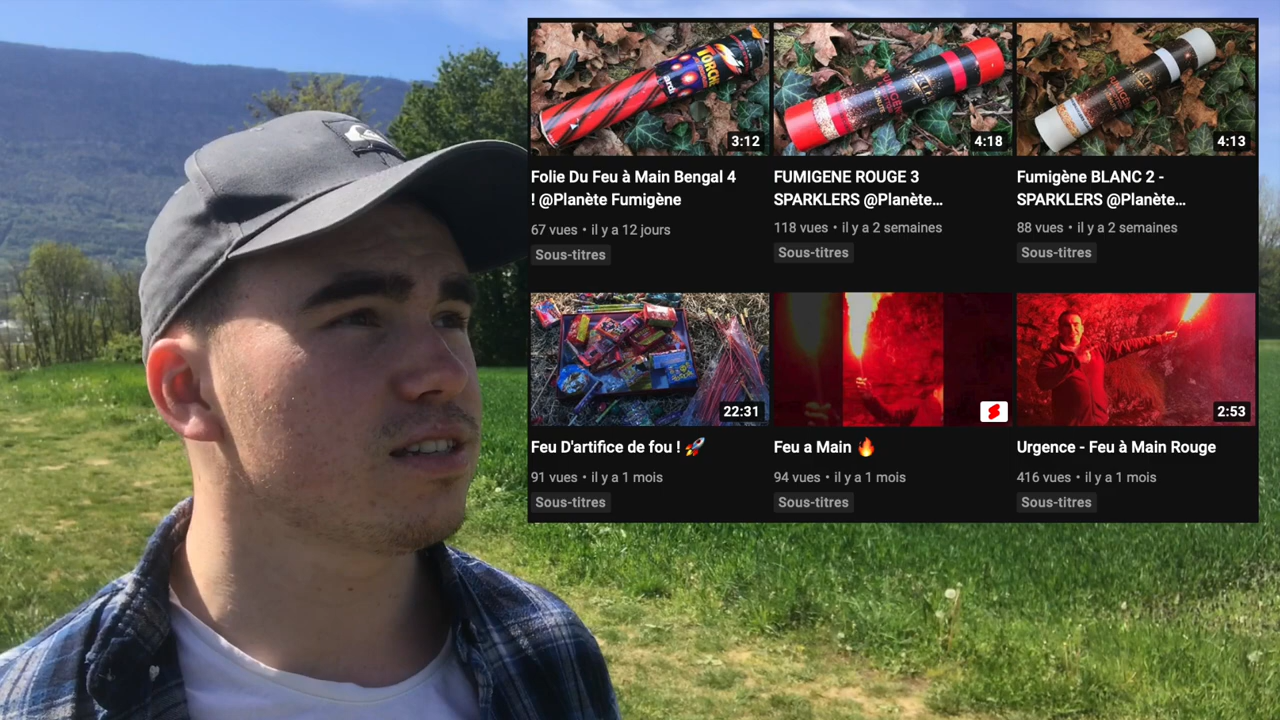 TORCH
3:12
4:18
4:13
Folie Du Feu à Main Bengal 4
! @Planète Fumigène
67 vues • il y a 12 jours
Sous-titres
FUMIGENE ROUGE 3
SPARKLERS @Planète…
118 vues • il y a 2 semaines
Sous-titres
Fumigène BLANC 2 -
SPARKLERS @Planète…
88 vues • il y a 2 semaines
Sous-titres
22:31
2:53
Feu D'artifice de fou ! 🚀
91 vues • il y a 1 mois
Sous-titres
Feu a Main 🔥
94 vues • il y a 1 mois
Sous-titres
Urgence - Feu à Main Rouge
416 vues • il y a 1 mois
Sous-titres